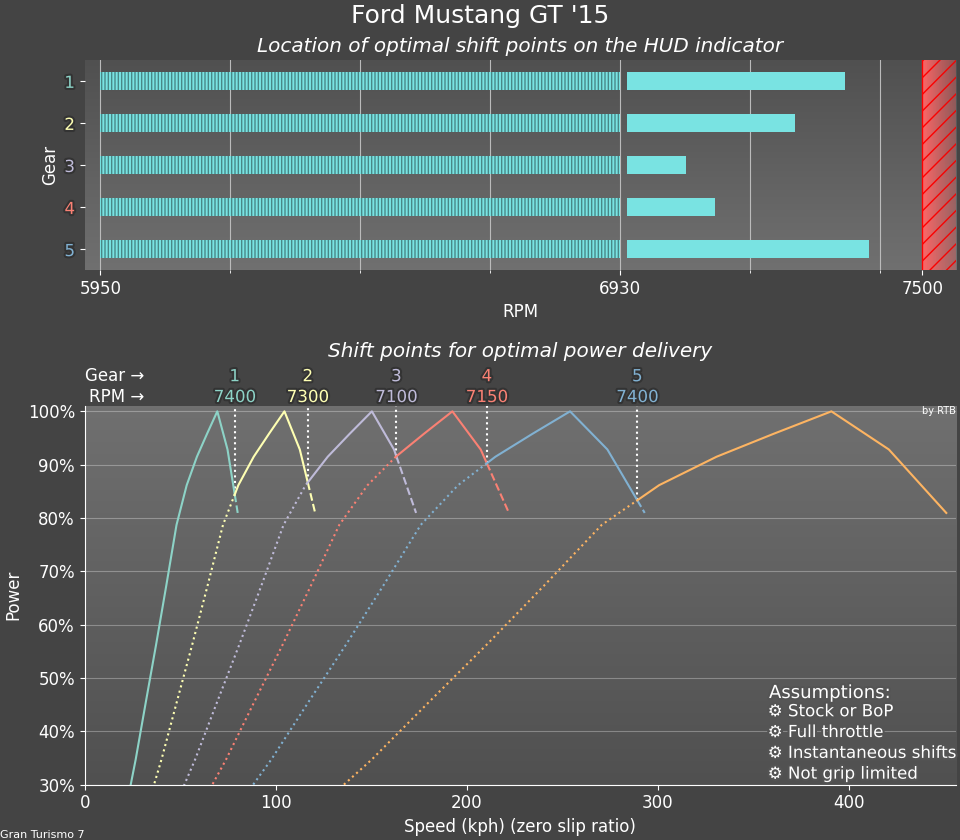 Ford Mustang GT '15
Location of optimal shift points on the HUD indicator
Gear
1
2
3
4
5
5950 6930 7500
RPM
Shift points for optimal power delivery
Gear → 1 2 3 4 5
RPM → 7400 7300 7100 7150 7400
by RTB
Power
100%
90%
80%
70%
60%
50%
40%
30%
Assumptions:
⚙ Stock or BoP
⚙ Full throttle
⚙ Instantaneous shifts
⚙ Not grip limited
0 100 200 300 400
Speed (kph) (zero slip ratio)
Gran Turismo 7